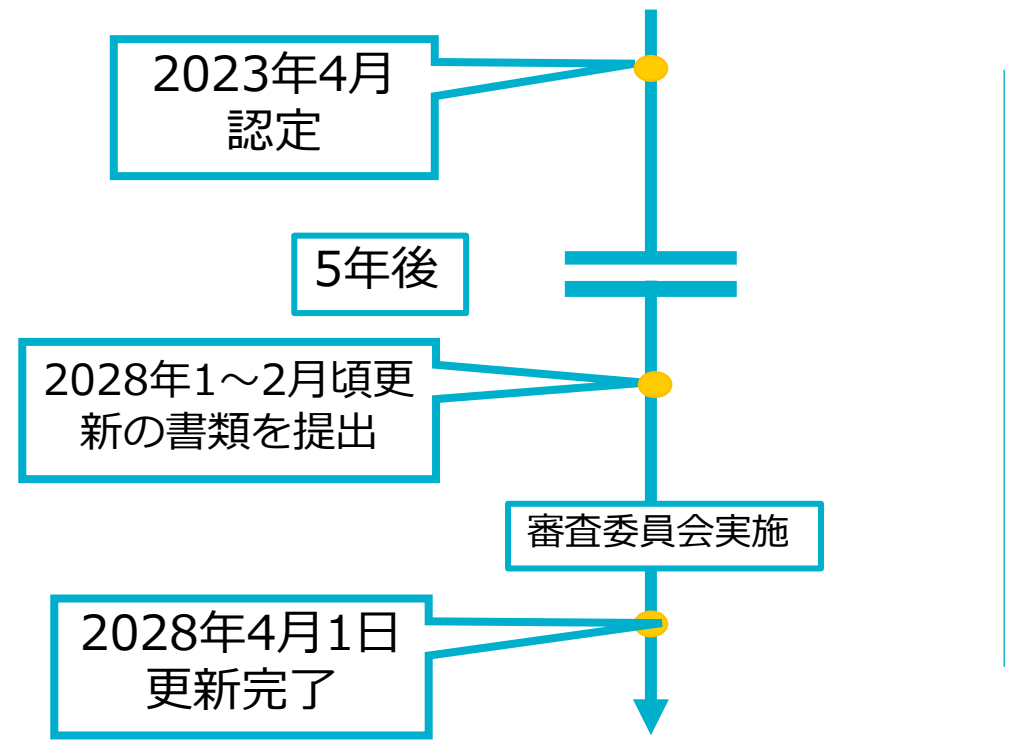 2023年4月
認定
5年後
2028年1～2月頃更
新の書類を提出
審査委員会実施
2028年4月1日
更新完了